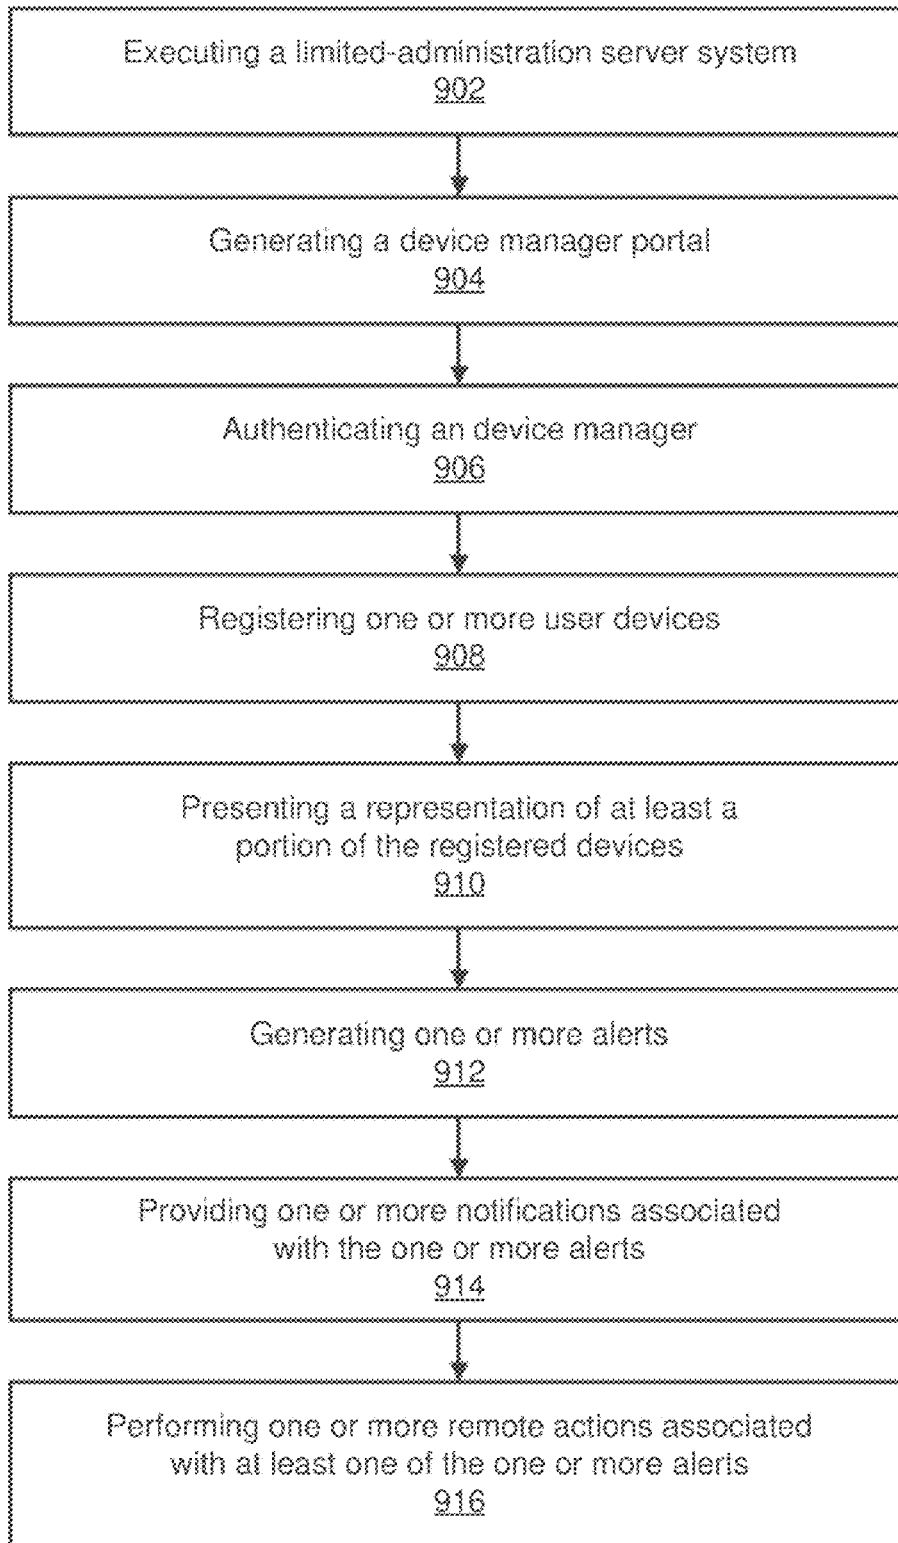 Executing a limited-administration server system
902
Generating a device manager portal
904
Authenticating an device manager
906
Registering one or more user devices
908
Presenting a representation of at least a
portion of the registered devices
910
Generating one or more alerts
912
Providing one or more notifications associated
with the one or more alerts
914
Performing one or more remote actions associated
with at least one of the one or more alerts
916